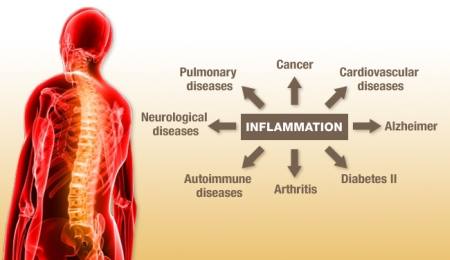 Cancer
Pulmonary
diseases
Cardiovascular
diseases
Neurological
diseases
INFLAMMATION
Alzheimer
Autoimmune
diseases
Arthritis
Diabetes II